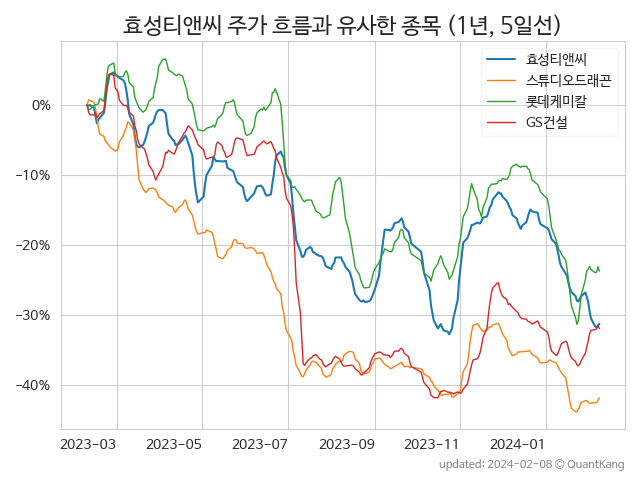 효성티앤씨 주가 흐름과 유사한 종목 (1년, 5일선)
효성티앤씨
스튜디오드래곤
롯데케미칼
GS건설
0%
−10%
−20%
−30%
−40%
2023-03
2023-05
2023-07
2023-09
2023-11
2024-01
updated: 2024-02-08 © QuantKang